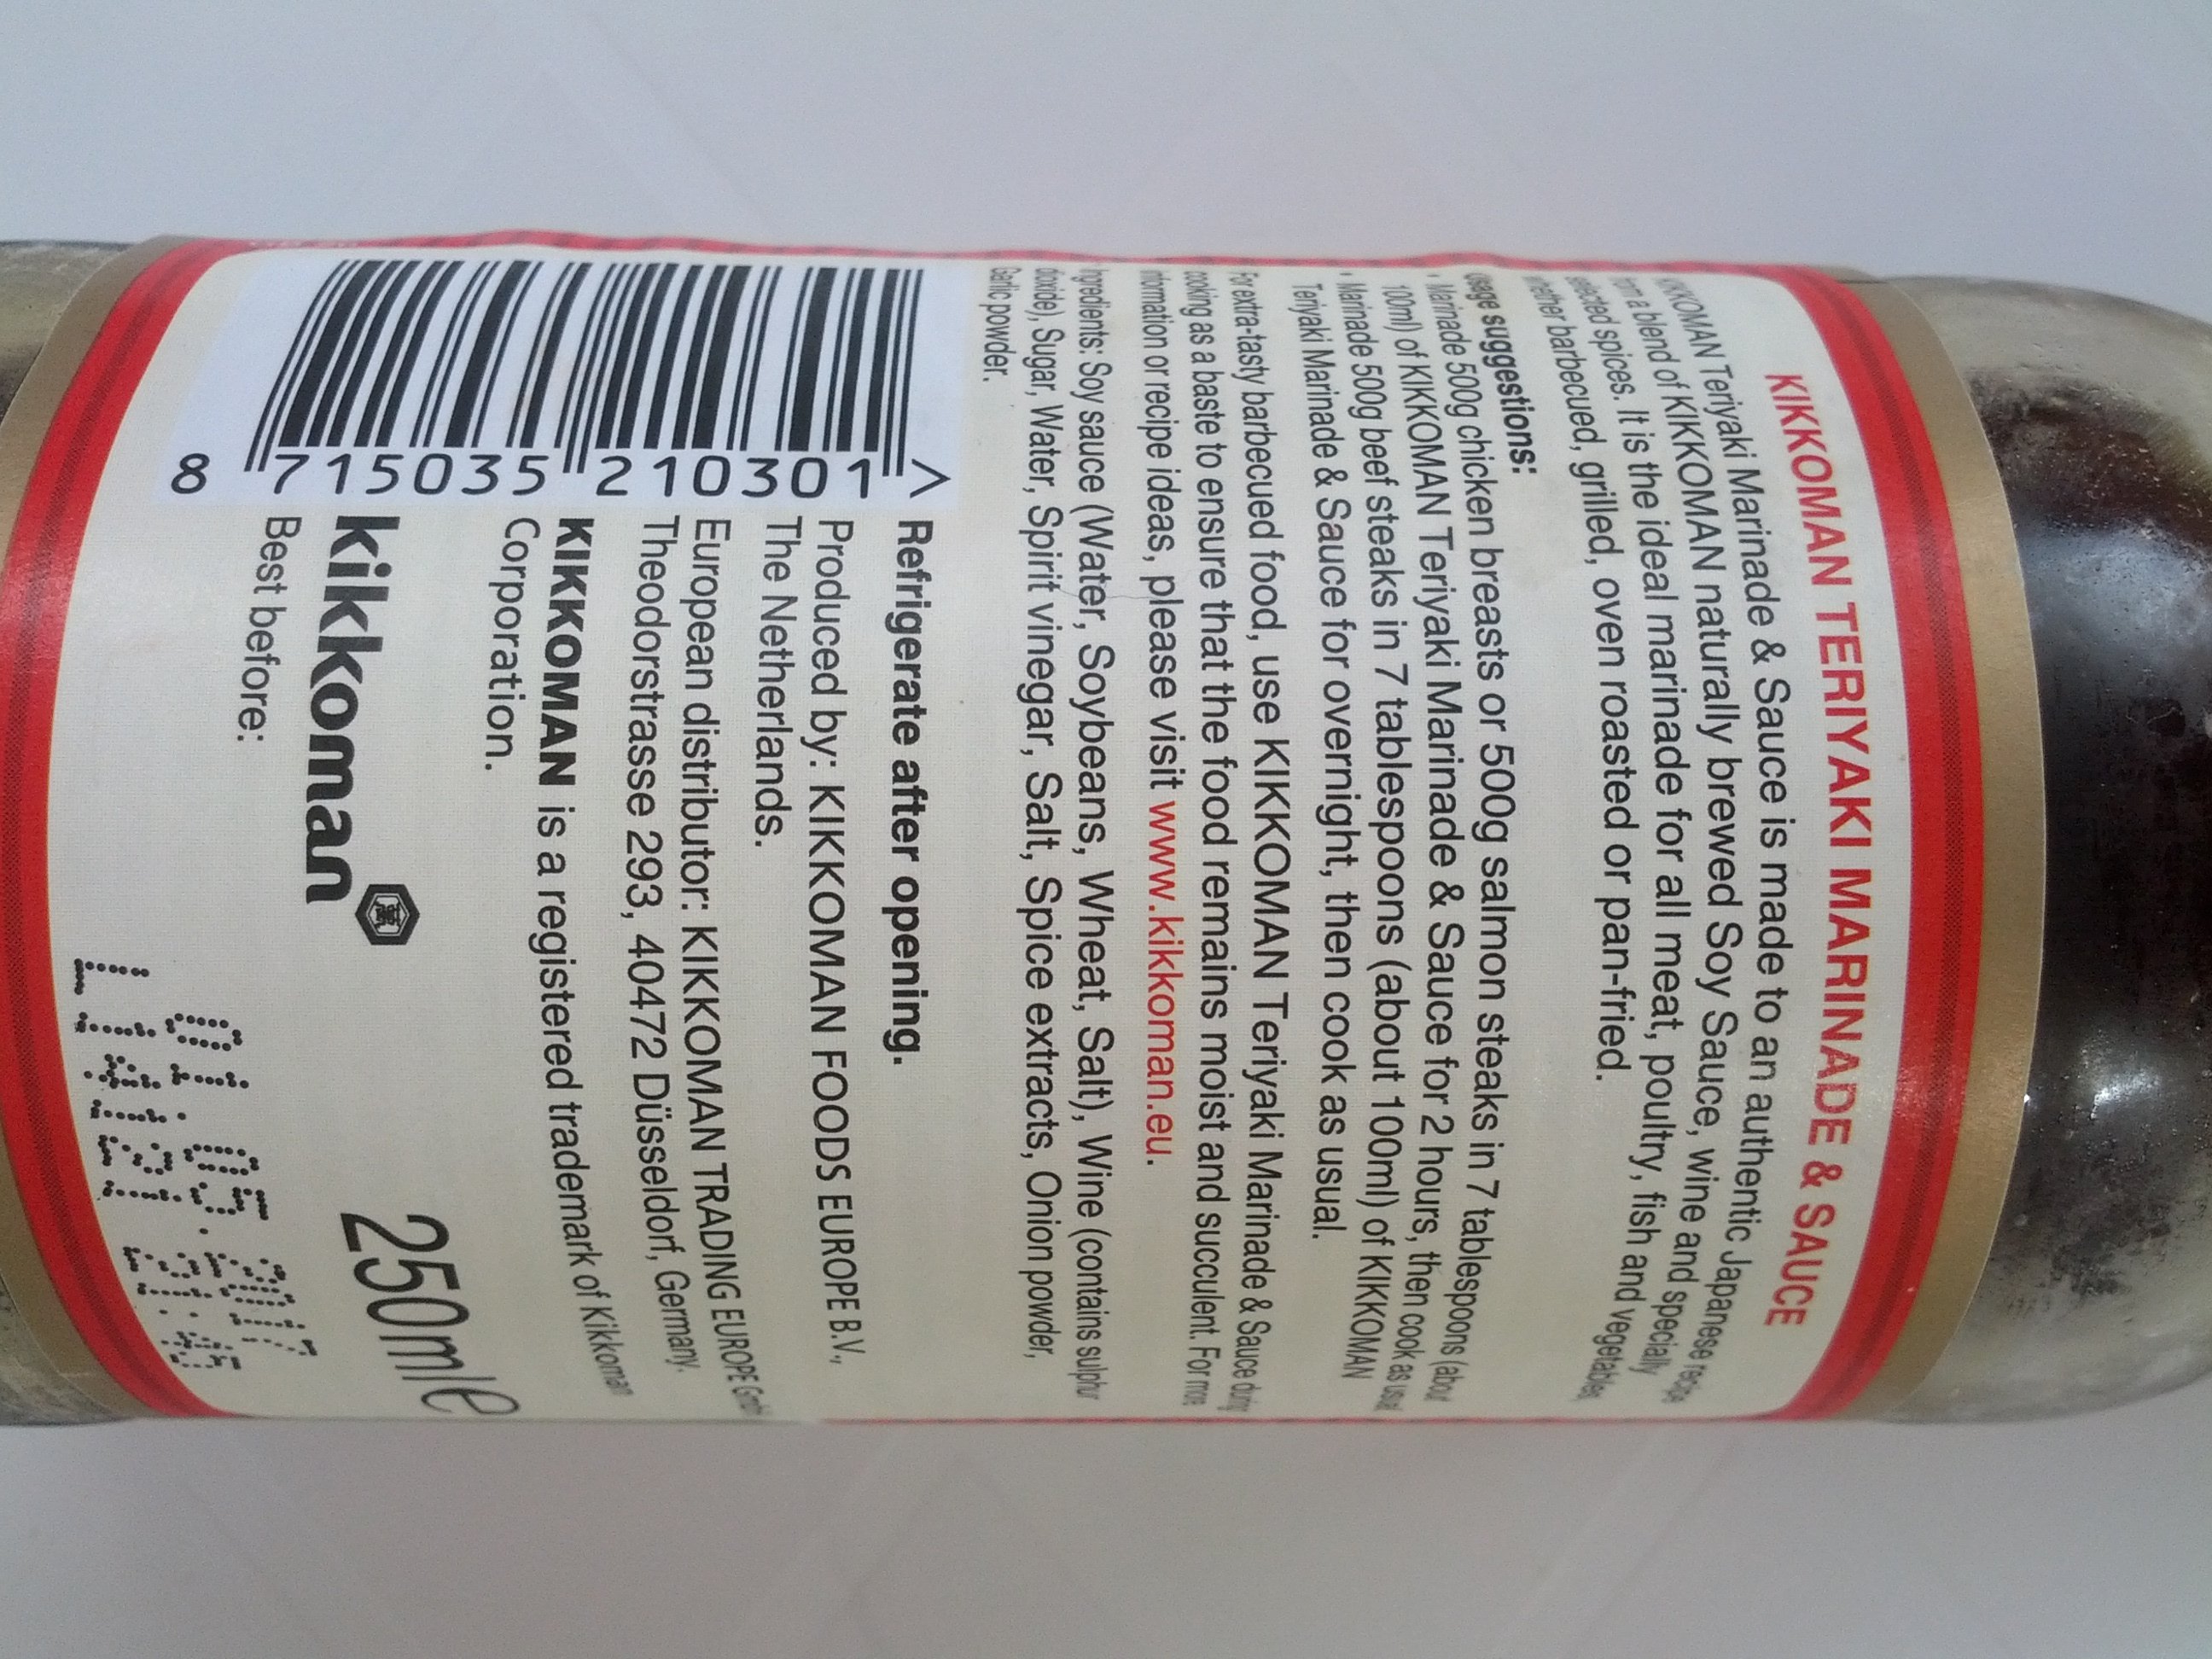 KIKKOMAN TERIYAKI MARINADE & SAUCE
KIKKOMAN Teriyaki Marinade & Sauce is made to an authentic Japanese recipe
from a blend of KIKKOMAN naturally brewed Soy Sauce, wine and specially
selected spices. It is the ideal marinade for all meat, poultry, fish and vegetables,
whether barbecued, grilled, oven roasted or pan-fried.
Usage suggestions:
• Marinade 500g chicken breasts or 500g salmon steaks in 7 tablespoons (about
100ml) of KIKKOMAN Teriyaki Marinade & Sauce for 2 hours, then cook as usual.
• Marinade 500g beef steaks in 7 tablespoons (about 100ml) of KIKKOMAN
Teriyaki Marinade & Sauce for overnight, then cook as usual.
For extra-tasty barbecued food, use KIKKOMAN Teriyaki Marinade & Sauce during
cooking as a baste to ensure that the food remains moist and succulent. For more
information or recipe ideas, please visit www.kikkoman.eu.
Ingredients: Soy sauce (Water, Soybeans, Wheat, Salt), Wine (contains sulphur
dioxide), Sugar, Water, Spirit vinegar, Salt, Spice extracts, Onion powder,
Garlic powder.
Refrigerate after opening.
Produced by: KIKKOMAN FOODS EUROPE B.V.,
The Netherlands.
European distributor: KIKKOMAN TRADING EUROPE GmbH
Theodorstrasse 293, 40472 Düsseldorf, Germany.
KIKKOMAN is a registered trademark of Kikkoman
Corporation.
kikkoman
250ml e
Best before:
01. 05. 2017
8 715035 210301 >